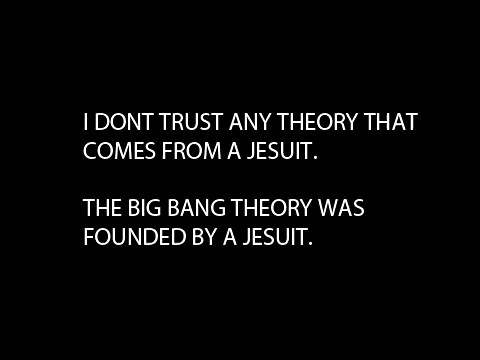 I DONT TRUST ANY THEORY THAT
COMES FROM A JESUIT.
THE BIG BANG THEORY WAS
FOUNDED BY A JESUIT.